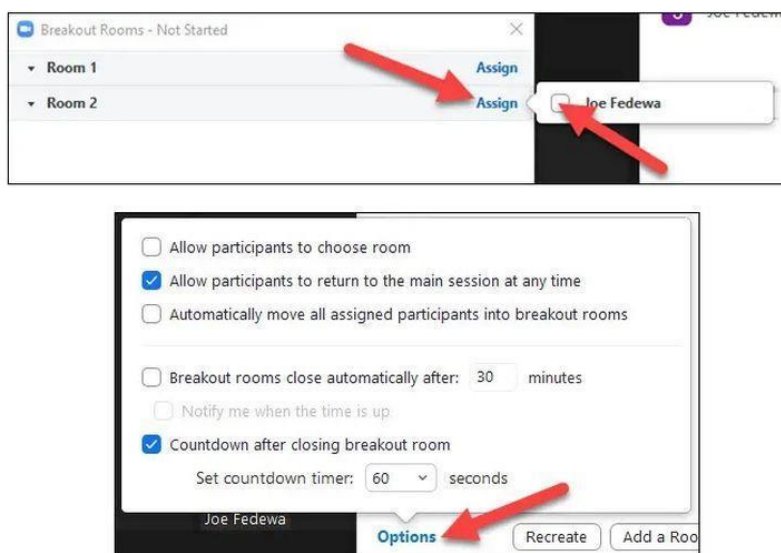 Breakout Rooms - Not Started
Room 1 Assign
Room 2 Assign
Joe Fedewa
Allow participants to choose room
Allow participants to return to the main session at any time
Automatically move all assigned participants into breakout rooms
Breakout rooms close automatically after: 30 minutes
Notify me when the time is up
Countdown after closing breakout room
Set countdown timer: 60 seconds
Joe Fedewa
Options Recreate Add a Roo